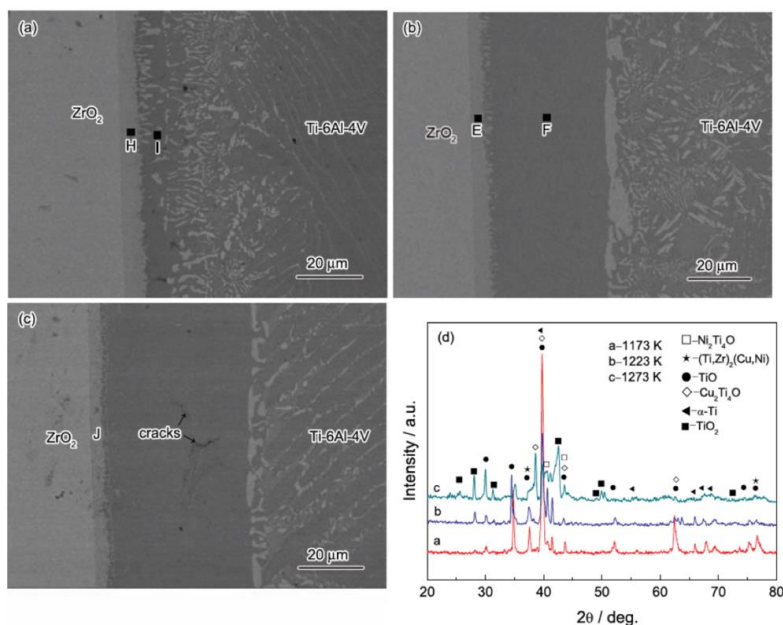 (a)
ZrO2
H
I
Ti-6Al-4V
20 μm
(b)
ZrO2
E
F
Ti-6Al-4V
20 μm
(c)
ZrO2
J
cracks
Ti-6Al-4V
20 μm
(d)
a–1173 K
b–1223 K
c–1273 K
□–Ni2Ti4O
★–(Ti,Zr)2(Cu,Ni)
●–TiO
◇–Cu2Ti4O
◀–α-Ti
■–TiO2
c
b
a
Intensity / a.u.
20 30 40 50 60 70 80
2θ / deg.